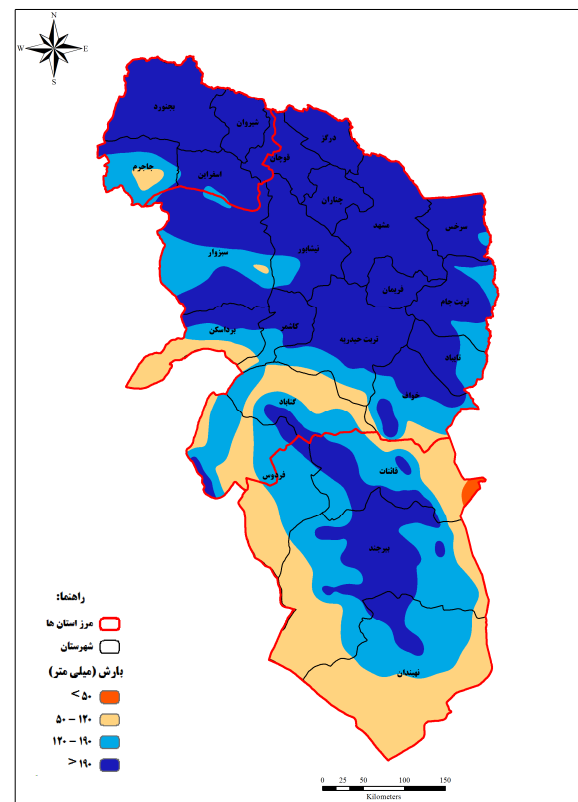 N
W E
S
بجنورد
شیروان
درگز
قوچان
جاجرم
اسفراین
چناران
مشهد
سرخس
سبزوار
نیشابور
فریمان
تربت جام
بردآسکن
کاشمر
تربت حیدریه
تایباد
خواف
گناباد
فردوس
قائنات
بیرجند
نهبندان
راهنما:
مرز استان ها
شهرستان
بارش (میلی متر)
< ۵۰
۵۰ – ۱۲۰
۱۲۰ – ۱۹۰
> ۱۹۰
0 25 50 100 150
Kilometers